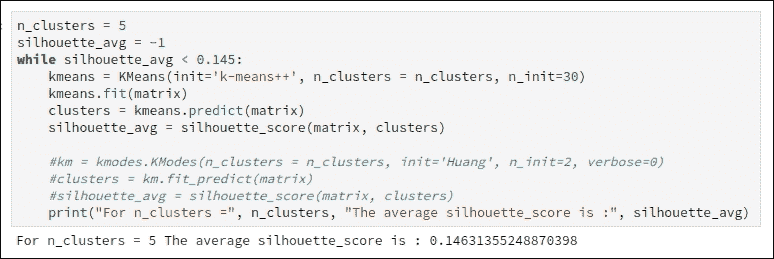 n_clusters = 5
silhouette_avg = -1
while silhouette_avg < 0.145:
    kmeans = KMeans(init='k-means++', n_clusters = n_clusters, n_init=30)
    kmeans.fit(matrix)
    clusters = kmeans.predict(matrix)
    silhouette_avg = silhouette_score(matrix, clusters)

    #km = kmodes.KModes(n_clusters = n_clusters, init='Huang', n_init=2, verbose=0)
    #clusters = km.fit_predict(matrix)
    #silhouette_avg = silhouette_score(matrix, clusters)
    print("For n_clusters =", n_clusters, "The average silhouette_score is :", silhouette_avg)
For n_clusters = 5 The average silhouette_score is : 0.14631355248870398